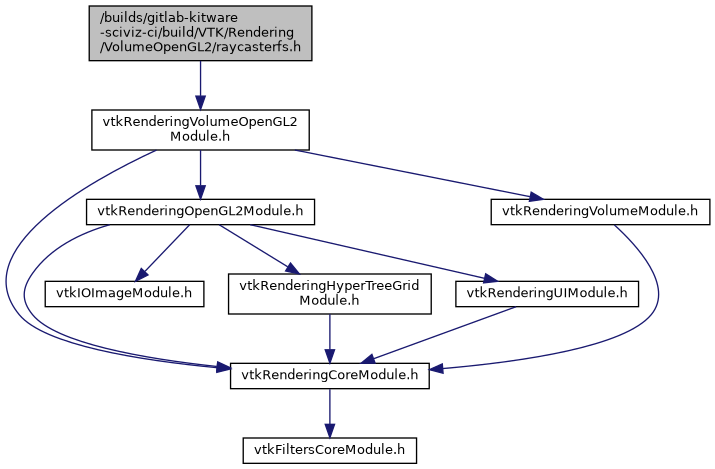 /builds/gitlab-kitware
-sciviz-ci/build/VTK/Rendering
/VolumeOpenGL2/raycasterfs.h
vtkRenderingVolumeOpenGL2
Module.h
vtkRenderingOpenGL2Module.h
vtkRenderingVolumeModule.h
vtkIOImageModule.h
vtkRenderingHyperTreeGrid
Module.h
vtkRenderingUIModule.h
vtkRenderingCoreModule.h
vtkFiltersCoreModule.h